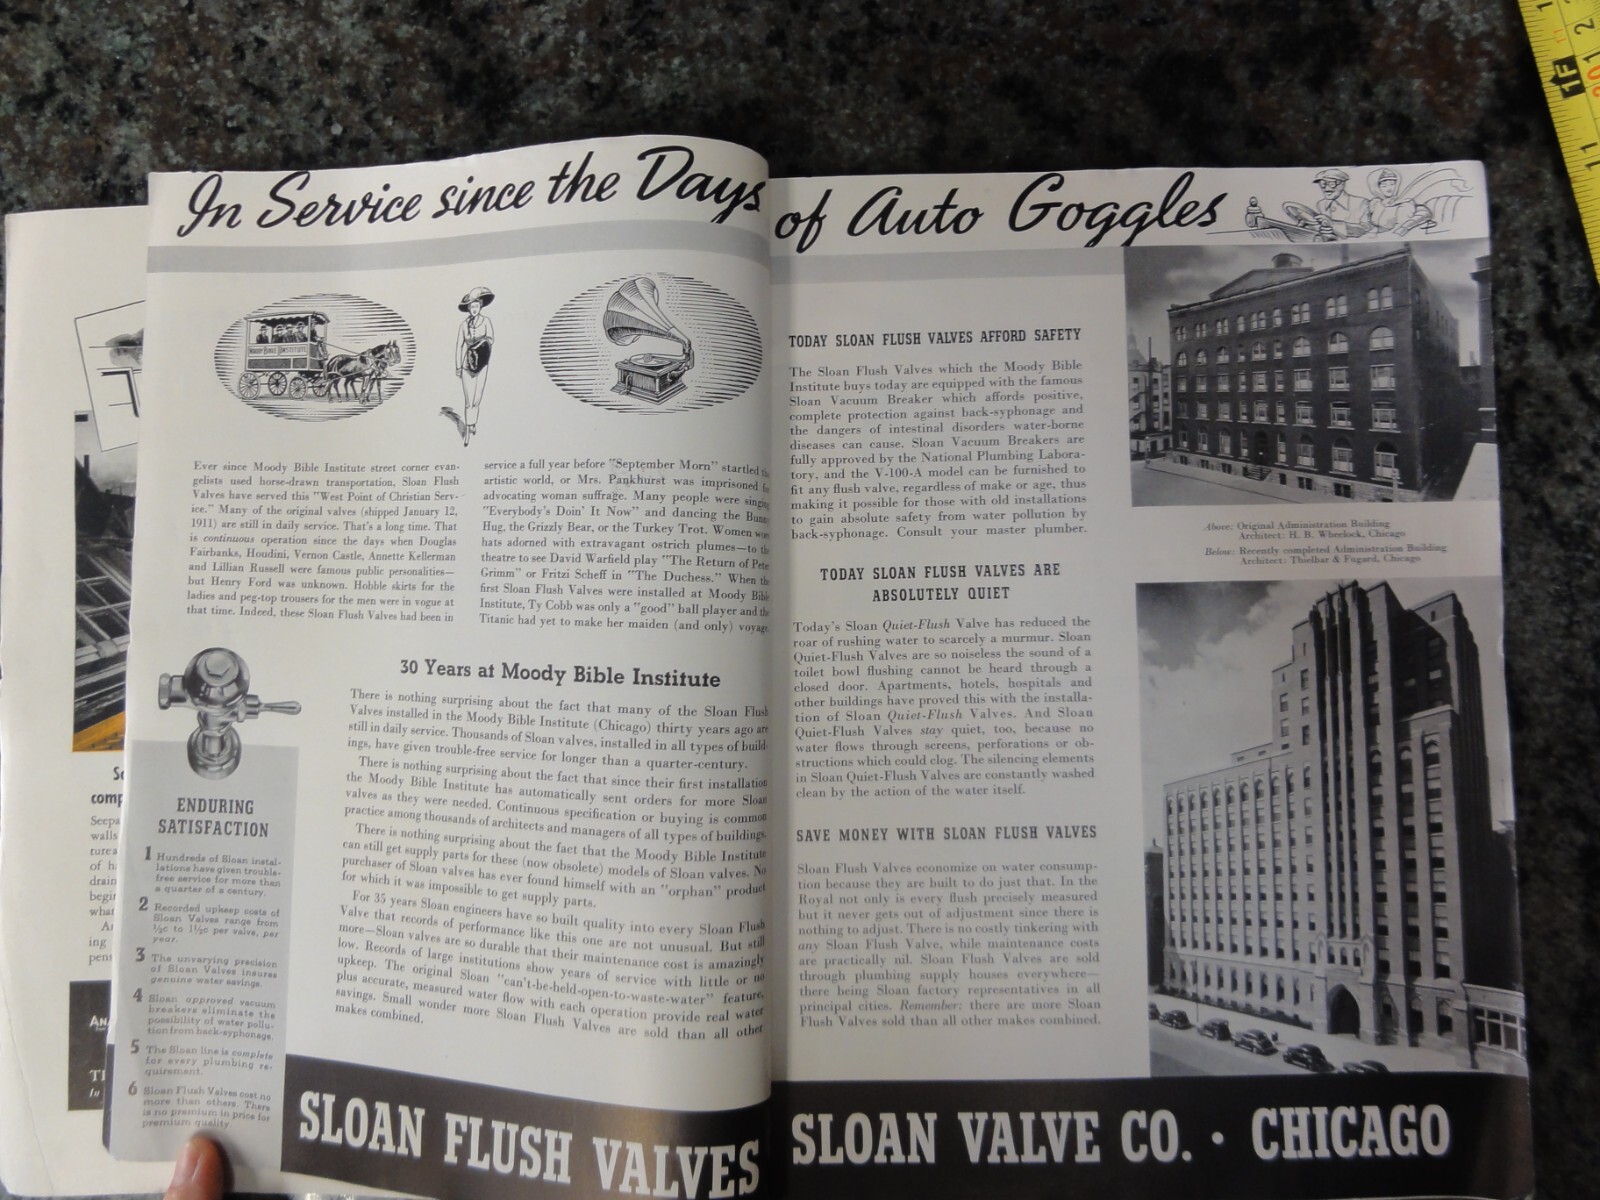 In Service since the Days of Auto Goggles
MOODY BIBLE INSTITUTE
Ever since Moody Bible Institute street corner evan-
gelists used horse-drawn transportation, Sloan Flush
Valves have served this "West Point of Christian Serv-
ice." Many of the original valves (shipped January 12,
1911) are still in daily service. That's a long time. That
is continuous operation since the days when Douglas
Fairbanks, Houdini, Vernon Castle, Annette Kellerman
and Lillian Russell were famous public personalities—
but Henry Ford was unknown. Hobble skirts for the
ladies and peg-top trousers for the men were in vogue at
that time. Indeed, these Sloan Flush Valves had been in
service a full year before "September Morn" startled the
artistic world, or Mrs. Pankhurst was imprisoned for
advocating woman suffrage. Many people were singing
"Everybody's Doin' It Now" and dancing the Bunny
Hug, the Grizzly Bear, or the Turkey Trot. Women wore
hats adorned with extravagant ostrich plumes—to the
theatre to see David Warfield play "The Return of Peter
Grimm" or Fritzi Scheff in "The Duchess." When the
first Sloan Flush Valves were installed at Moody Bible
Institute, Ty Cobb was only a "good" ball player and the
Titanic had yet to make her maiden (and only) voyage.
30 Years at Moody Bible Institute
There is nothing surprising about the fact that many of the Sloan Flush
Valves installed in the Moody Bible Institute (Chicago) thirty years ago are
still in daily service. Thousands of Sloan valves, installed in all types of build-
ings, have given trouble-free service for longer than a quarter-century.
There is nothing surprising about the fact that since their first installation
the Moody Bible Institute has automatically sent orders for more Sloan
valves as they were needed. Continuous specification or buying is common
practice among thousands of architects and managers of all types of buildings.
There is nothing surprising about the fact that the Moody Bible Institute
can still get supply parts for these (now obsolete) models of Sloan valves. No
purchaser of Sloan valves has ever found himself with an "orphan" product
for which it was impossible to get supply parts.
For 35 years Sloan engineers have so built quality into every Sloan Flush
Valve that records of performance like this one are not unusual. But still
more—Sloan valves are so durable that their maintenance cost is amazingly
low. Records of large institutions show years of service with little or no
upkeep. The original Sloan "can't-be-held-open-to-waste-water" feature,
plus accurate, measured water flow with each operation provide real water
savings. Small wonder more Sloan Flush Valves are sold than all other
makes combined.
ENDURING
SATISFACTION
1 Hundreds of Sloan instal-
lations have given trouble-
free service for more than
a quarter of a century.
2 Recorded upkeep costs of
Sloan Valves range from
½c to 1½c per valve, per
year.
3 The unvarying precision
of Sloan Valves insures
genuine water savings.
4 Sloan approved vacuum
breakers eliminate the
possibility of water pollu-
tion from back-syphonage.
5 The Sloan line is complete
for every plumbing re-
quirement.
6 Sloan Flush Valves cost no
more than others. There
is no premium in price for
premium quality.
SLOAN FLUSH VALVES
TODAY SLOAN FLUSH VALVES AFFORD SAFETY
The Sloan Flush Valves which the Moody Bible
Institute buys today are equipped with the famous
Sloan Vacuum Breaker which affords positive,
complete protection against back-syphonage and
the dangers of intestinal disorders water-borne
diseases can cause. Sloan Vacuum Breakers are
fully approved by the National Plumbing Labora-
tory, and the V-100-A model can be furnished to
fit any flush valve, regardless of make or age, thus
making it possible for those with old installations
to gain absolute safety from water pollution by
back-syphonage. Consult your master plumber.
TODAY SLOAN FLUSH VALVES ARE
ABSOLUTELY QUIET
Today's Sloan Quiet-Flush Valve has reduced the
roar of rushing water to scarcely a murmur. Sloan
Quiet-Flush Valves are so noiseless the sound of a
toilet bowl flushing cannot be heard through a
closed door. Apartments, hotels, hospitals and
other buildings have proved this with the installa-
tion of Sloan Quiet-Flush Valves. And Sloan
Quiet-Flush Valves stay quiet, too, because no
water flows through screens, perforations or ob-
structions which could clog. The silencing elements
in Sloan Quiet-Flush Valves are constantly washed
clean by the action of the water itself.
SAVE MONEY WITH SLOAN FLUSH VALVES
Sloan Flush Valves economize on water consump-
tion because they are built to do just that. In the
Royal not only is every flush precisely measured
but it never gets out of adjustment since there is
nothing to adjust. There is no costly tinkering with
any Sloan Flush Valve, while maintenance costs
are practically nil. Sloan Flush Valves are sold
through plumbing supply houses everywhere—
there being Sloan factory representatives in all
principal cities. Remember: there are more Sloan
Flush Valves sold than all other makes combined.
Above: Original Administration Building
Architect: H. B. Wheelock, Chicago
Below: Recently completed Administration Building
Architect: Thielbar & Fugard, Chicago
SLOAN VALVE CO. · CHICAGO
comp
Seepa
walls
tures
of h
drain
begin
what
A
ing
pens
AN
TI
In
1F
11